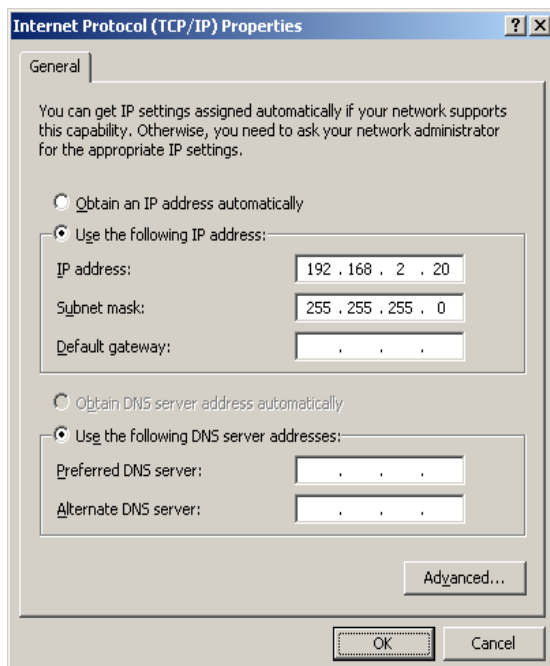 Internet Protocol (TCP/IP) Properties
General
You can get IP settings assigned automatically if your network supports
this capability. Otherwise, you need to ask your network administrator
for the appropriate IP settings.
Obtain an IP address automatically
Use the following IP address:
IP address: 192 . 168 . 2 . 20
Subnet mask: 255 . 255 . 255 . 0
Default gateway: . . .
Obtain DNS server address automatically
Use the following DNS server addresses:
Preferred DNS server: . . .
Alternate DNS server: . . .
Advanced...
OK Cancel